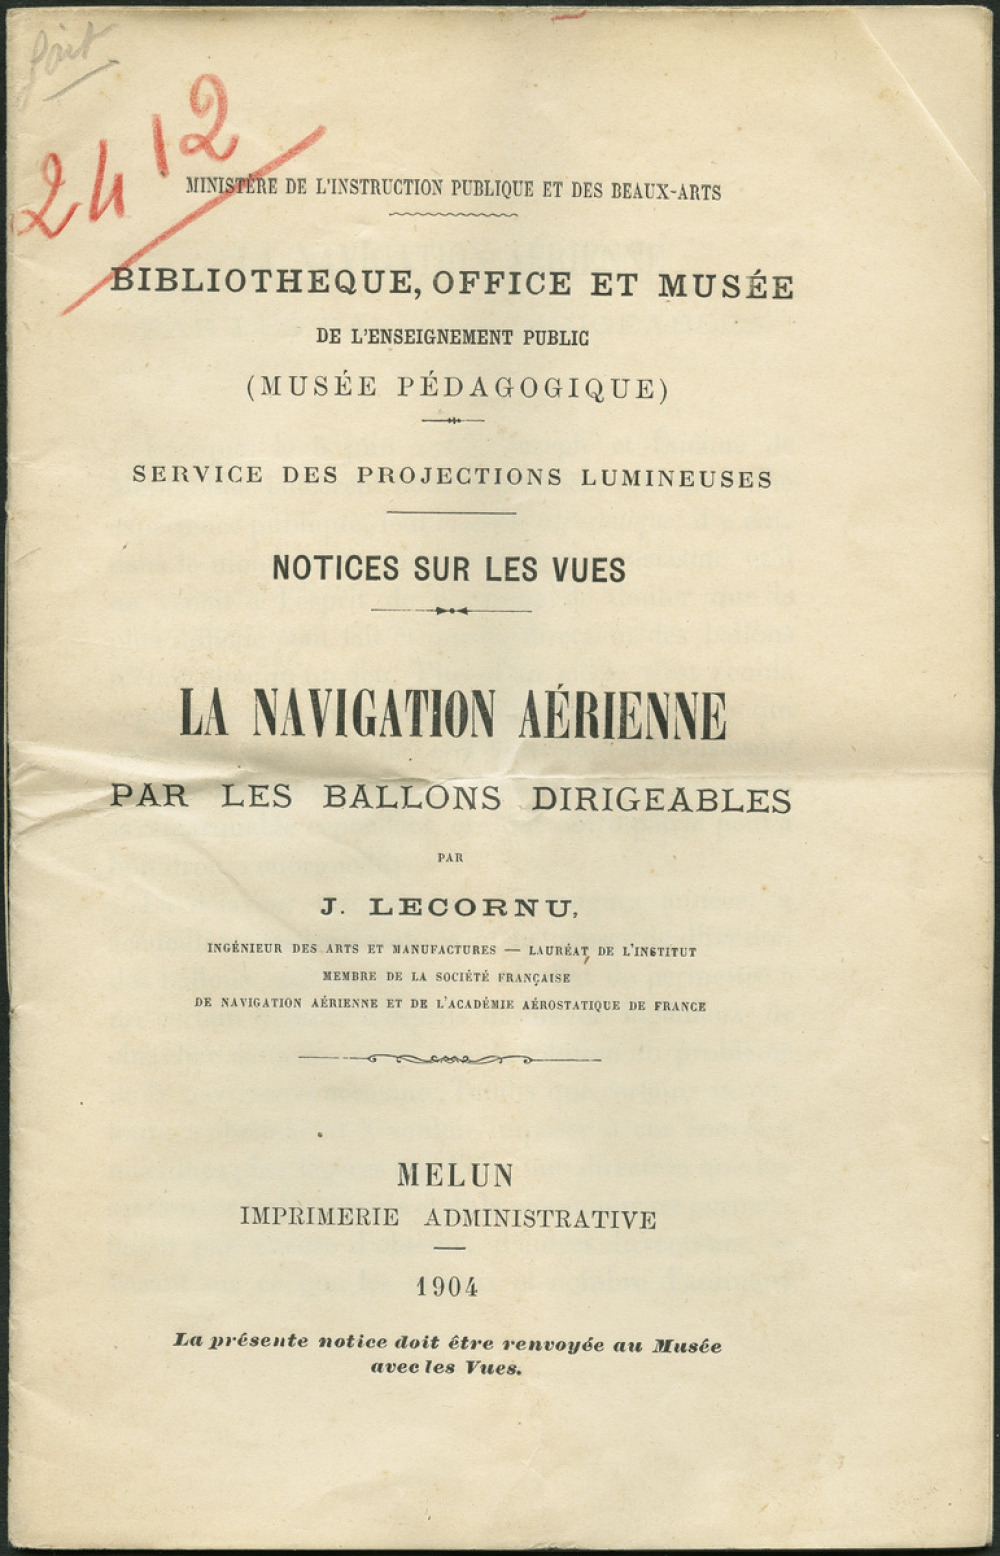 fait
2412
MINISTÈRE DE L'INSTRUCTION PUBLIQUE ET DES BEAUX-ARTS
BIBLIOTHEQUE, OFFICE ET MUSÉE
DE L'ENSEIGNEMENT PUBLIC
(MUSÉE PÉDAGOGIQUE)
SERVICE DES PROJECTIONS LUMINEUSES
NOTICES SUR LES VUES
LA NAVIGATION AÉRIENNE
PAR LES BALLONS DIRIGEABLES
PAR
J. LECORNU,
INGÉNIEUR DES ARTS ET MANUFACTURES — LAURÉAT DE L'INSTITUT
MEMBRE DE LA SOCIÉTÉ FRANÇAISE
DE NAVIGATION AÉRIENNE ET DE L'ACADÉMIE AÉROSTATIQUE DE FRANCE
MELUN
IMPRIMERIE ADMINISTRATIVE
1904
La présente notice doit être renvoyée au Musée
avec les Vues.